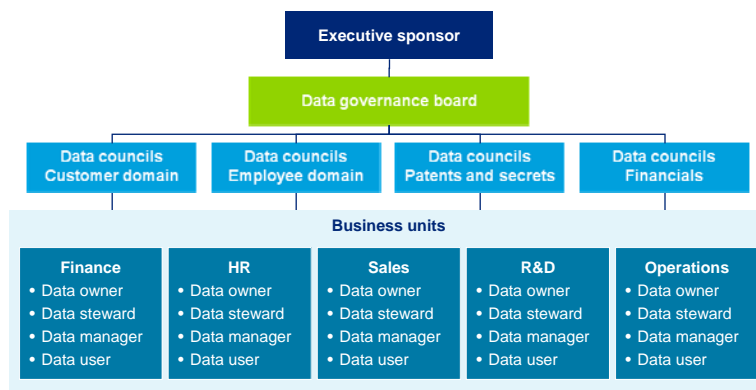 Executive sponsor
Data governance board
Data councils
Customer domain
Data councils
Employee domain
Data councils
Patents and secrets
Data councils
Financials
Business units
Finance
• Data owner
• Data steward
• Data manager
• Data user
HR
• Data owner
• Data steward
• Data manager
• Data user
Sales
• Data owner
• Data steward
• Data manager
• Data user
R&D
• Data owner
• Data steward
• Data manager
• Data user
Operations
• Data owner
• Data steward
• Data manager
• Data user